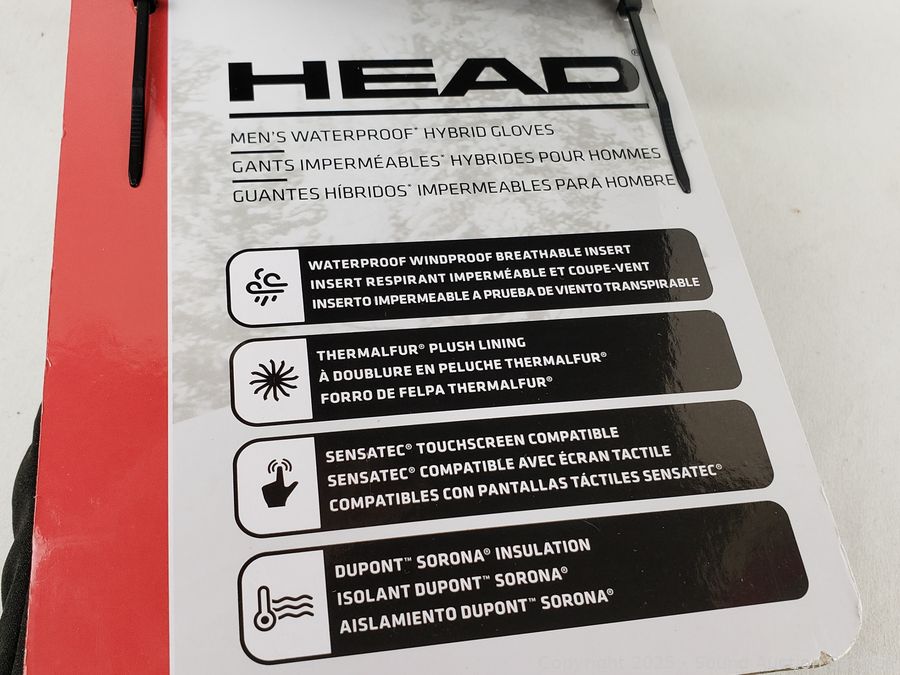 HEAD®
MEN'S WATERPROOF* HYBRID GLOVES
GANTS IMPERMÉABLES* HYBRIDES POUR HOMMES
GUANTES HÍBRIDOS* IMPERMEABLES PARA HOMBRE
WATERPROOF WINDPROOF BREATHABLE INSERT
INSERT RESPIRANT IMPERMÉABLE ET COUPE-VENT
INSERTO IMPERMEABLE A PRUEBA DE VIENTO TRANSPIRABLE
THERMALFUR® PLUSH LINING
À DOUBLURE EN PELUCHE THERMALFUR®
FORRO DE FELPA THERMALFUR®
SENSATEC® TOUCHSCREEN COMPATIBLE
SENSATEC® COMPATIBLE AVEC ÉCRAN TACTILE
COMPATIBLES CON PANTALLAS TÁCTILES SENSATEC®
DUPONT™ SORONA® INSULATION
ISOLANT DUPONT™ SORONA®
AISLAMIENTO DUPONT™ SORONA®
Copyright 2025 - Sound